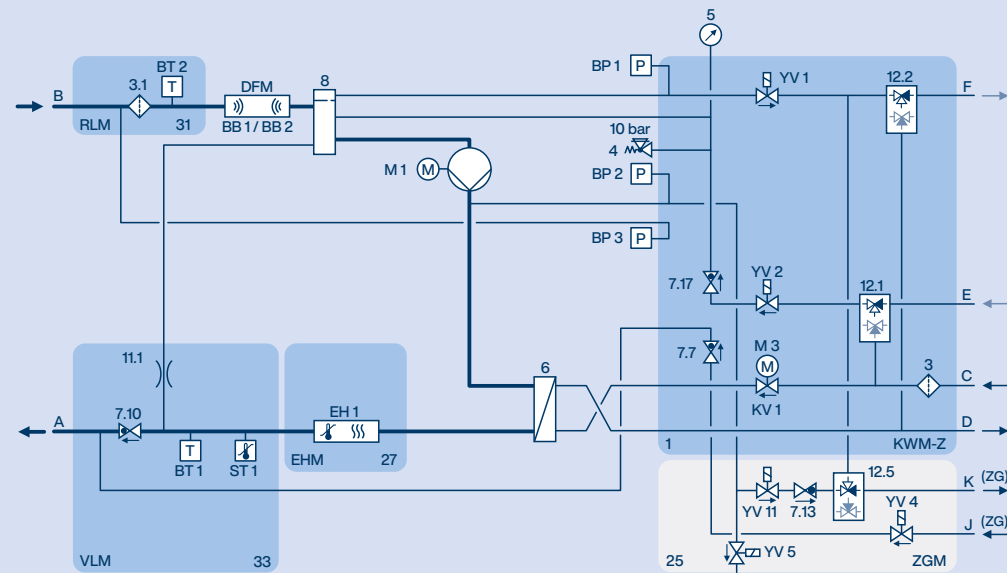 5
BT 2
3.1
T
DFM
8
BP 1
P
YV 1
12.2
B
F
RLM
31
BB 1 / BB 2
10 bar
4
M 1
M
BP 2
P
BP 3
P
7.17
YV 2
12.1
E
11.1
7.7
M 3
M
6
3
C
KV 1
A
7.10
EH 1
D
T
BT 1
ST 1
EHM
27
1
KWM-Z
12.5
K
(ZG)
YV 11
7.13
YV 4
J
(ZG)
YV 5
VLM
33
25
ZGM